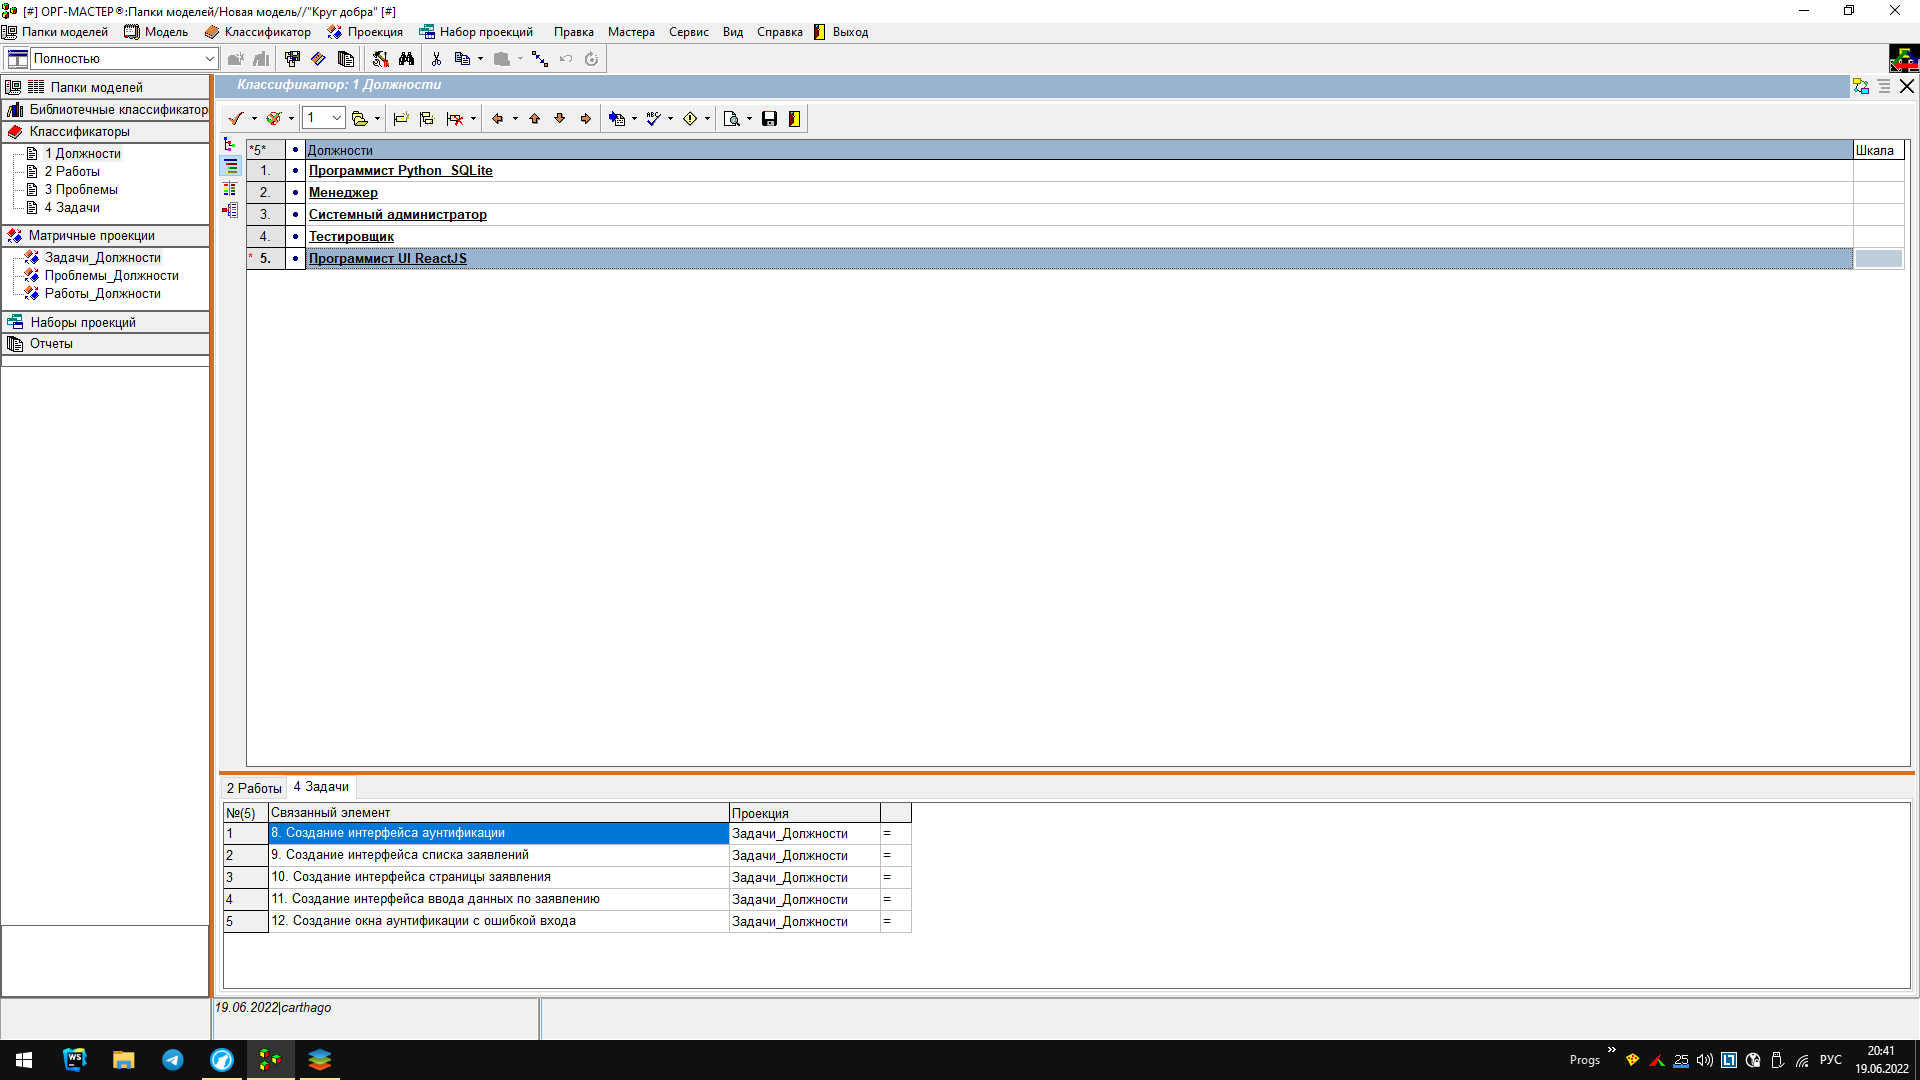 [#] ОРГ-МАСТЕР®:Папки моделей/Новая модель//"Круг добра" [#]
Папки моделей Модель Классификатор Проекция Набор проекций Правка Мастера Сервис Вид Справка Выход
Полностью
Папки моделей
Библиотечные классификатор
Классификаторы
1 Должности
2 Работы
3 Проблемы
4 Задачи
Матричные проекции
Задачи_Должности
Проблемы_Должности
Работы_Должности
Наборы проекций
Отчеты
Классификатор: 1 Должности
1
*5* • Должности Шкала
1. • Программист Python_SQLite
2. • Менеджер
3. • Системный администратор
4. • Тестировщик
* 5. • Программист UI ReactJS
2 Работы 4 Задачи
№(5) Связанный элемент Проекция
1 8. Создание интерфейса аунтификации Задачи_Должности =
2 9. Создание интерфейса списка заявлений Задачи_Должности =
3 10. Создание интерфейса страницы заявления Задачи_Должности =
4 11. Создание интерфейса ввода данных по заявлению Задачи_Должности =
5 12. Создание окна аунтификации с ошибкой входа Задачи_Должности =
19.06.2022|carthago
WS
Progs » 25 РУС 20:41
19.06.2022